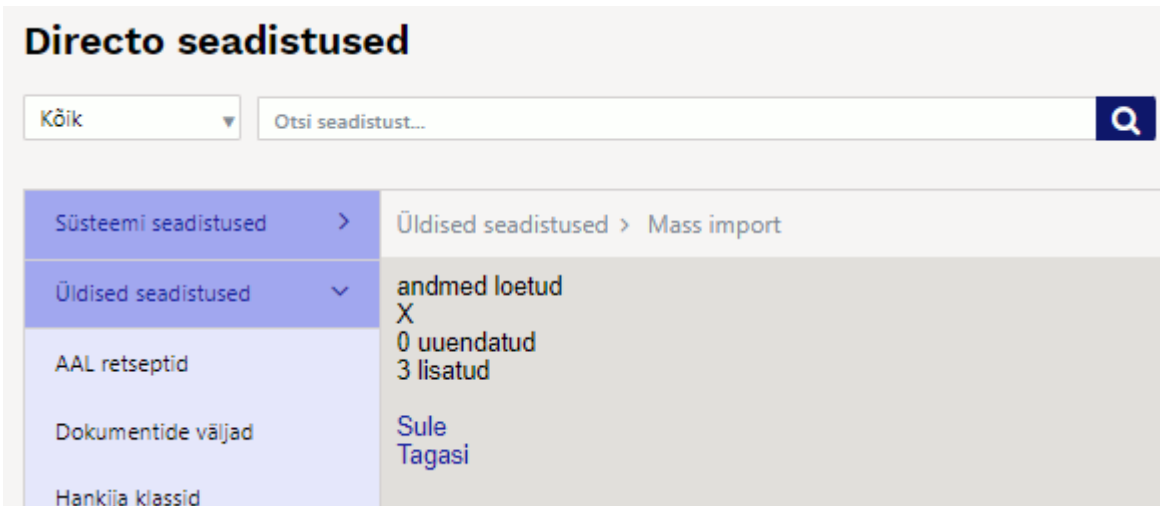 Directo seadistused
Kõik
Otsi seadistust...
Süsteemi seadistused
Üldised seadistused > Mass import
Üldised seadistused
andmed loetud
X
0 uuendatud
3 lisatud
AAL retseptid
Dokumentide väljad
Sule
Tagasi
Hankija klassid